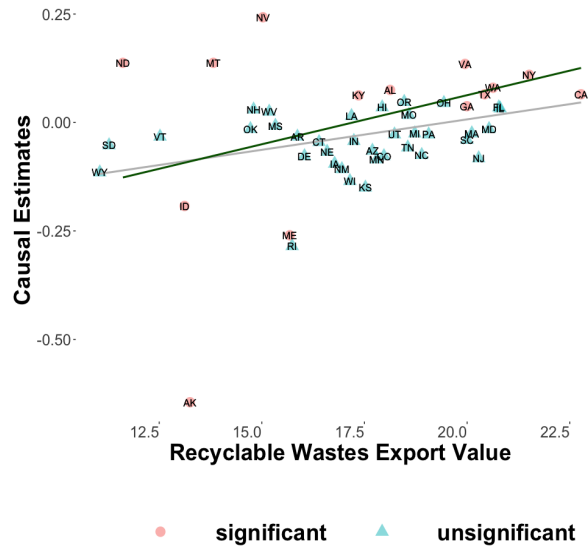 0.25
0.00
-0.25
-0.50
Causal Estimates
NV
ND
MT
VA
NY
WA
TX
CA
KY
AL
GA
OH
OR
HI
FL
NH
WV
LA
MO
OK
MS
VT
AR
SD
CT
IN
UT
MI
PA
MA
MD
SC
DE
NE
AZ
CO
MN
MN
NC
NJ
IA
NM
WI
KS
WY
ID
ME
RI
AK
12.5
15.0
17.5
20.0
22.5
Recyclable Wastes Export Value
significant
unsignificant